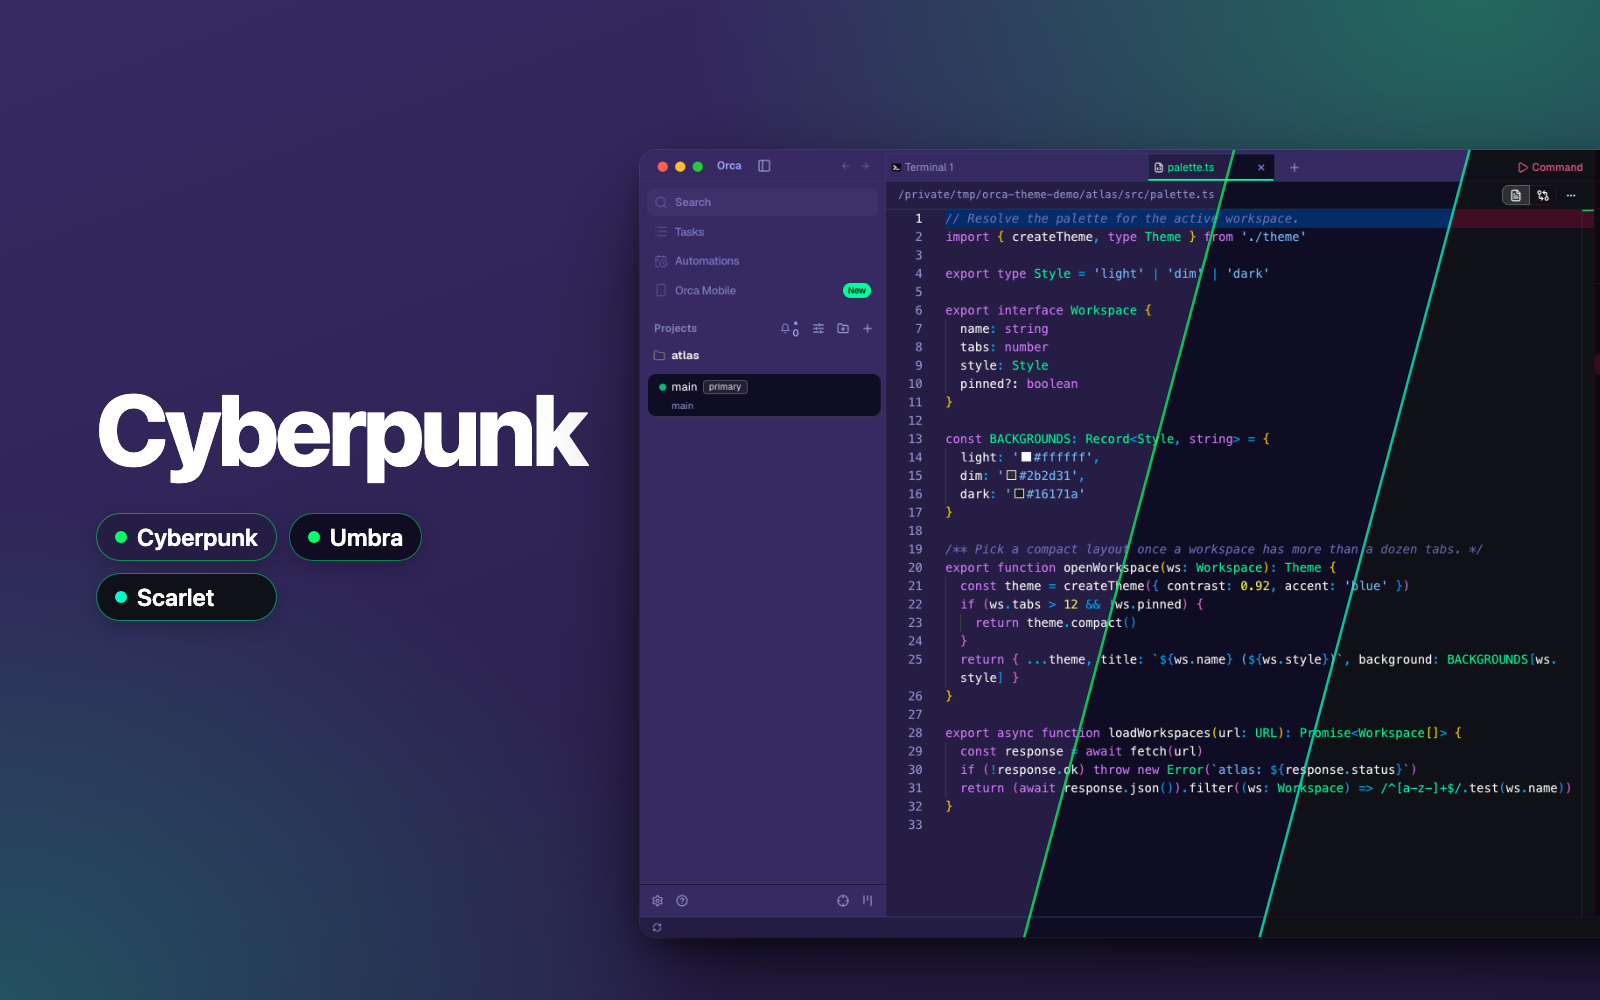 Cyberpunk
Cyberpunk
Umbra
Scarlet
Orca
Search
Tasks
Automations
Orca Mobile New
Projects 0
atlas
main primary
main
Terminal 1
palette.ts
Command
/private/tmp/orca-theme-demo/atlas/src/palette.ts
1 // Resolve the palette for the active workspace.
2 import { createTheme, type Theme } from './theme'
3
4 export type Style = 'light' | 'dim' | 'dark'
5
6 export interface Workspace {
7 name: string
8 tabs: number
9 style: Style
10 pinned?: boolean
11 }
12
13 const BACKGROUNDS: Record<Style, string> = {
14 light: '#ffffff',
15 dim: '#2b2d31',
16 dark: '#16171a'
17 }
18
19 /** Pick a compact layout once a workspace has more than a dozen tabs. */
20 export function openWorkspace(ws: Workspace): Theme {
21 const theme = createTheme({ contrast: 0.92, accent: 'blue' })
22 if (ws.tabs > 12 && !ws.pinned) {
23 return theme.compact()
24 }
25 return { ...theme, title: `${ws.name} (${ws.style})`, background: BACKGROUNDS[ws.
style] }
26 }
27
28 export async function loadWorkspaces(url: URL): Promise<Workspace[]> {
29 const response = await fetch(url)
30 if (!response.ok) throw new Error(`atlas: ${response.status}`)
31 return (await response.json()).filter((ws: Workspace) => /^[a-z-]+$/.test(ws.name))
32 }
33